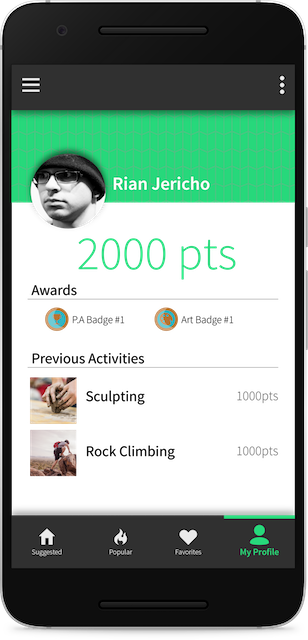 Rian Jericho
2000 pts
Awards
P.A Badge #1 Art Badge #1
Previous Activities
Sculpting 1000pts
Rock Climbing 1000pts
Suggested Popular Favorites My Profile